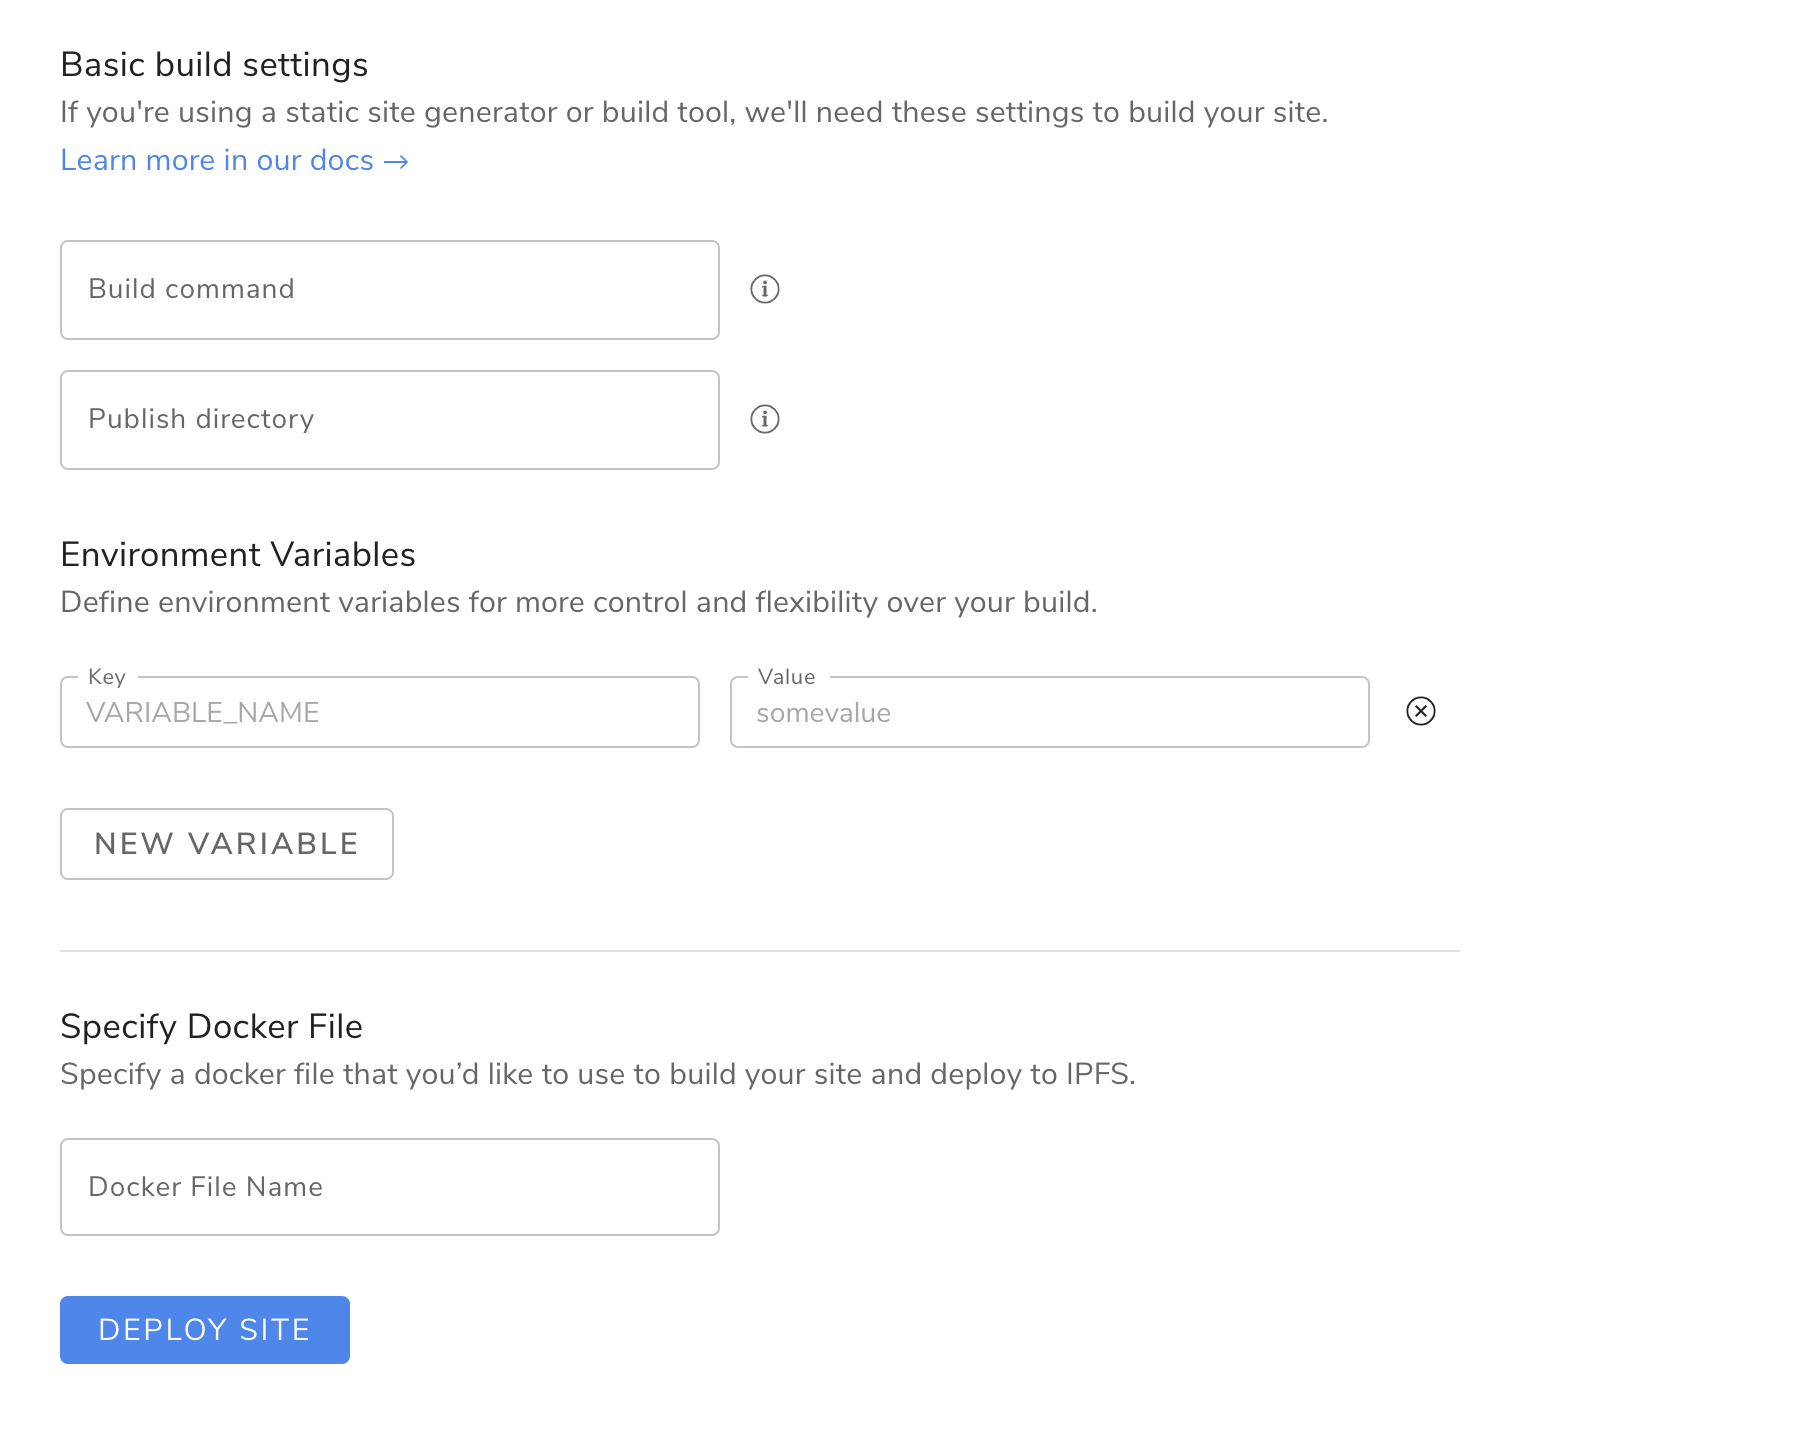 Basic build settings
If you're using a static site generator or build tool, we'll need these settings to build your site.
Learn more in our docs →
Build command
Publish directory
Environment Variables
Define environment variables for more control and flexibility over your build.
Key
VARIABLE_NAME
Value
somevalue
NEW VARIABLE
Specify Docker File
Specify a docker file that you’d like to use to build your site and deploy to IPFS.
Docker File Name
DEPLOY SITE